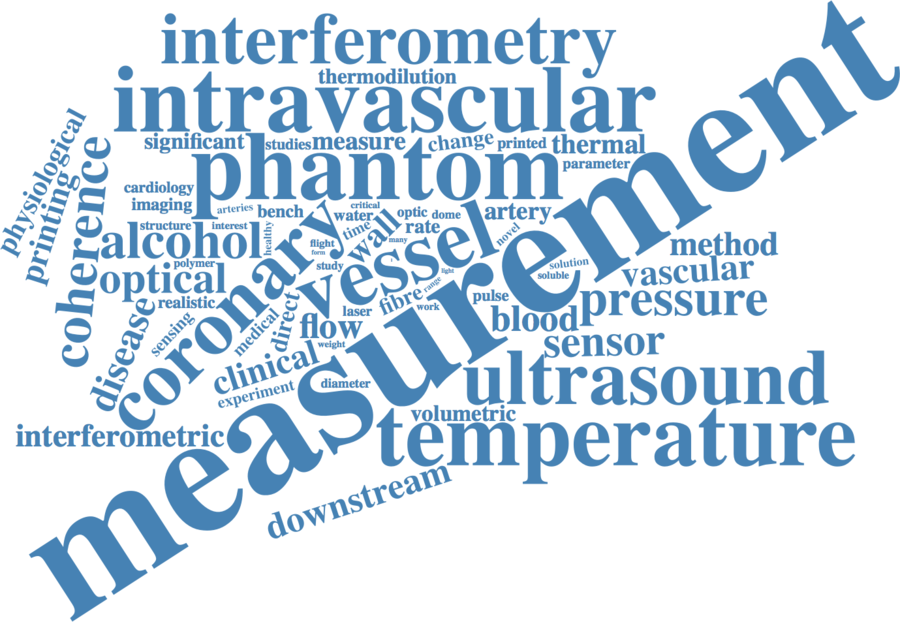 interferometry
thermodilution
intravascular
significant
studies
measure
change
printed
thermal
phantom
parameter
physiological
printing
coherence
cardiology
imaging
arteries
bench
critical
water
optic
dome
artery
structure
interest
healthy
alcohol
coronary
flight
form
time
wall
many
rate
novel
method
polymer
study
vessel
light
solution
soluble
vascular
optical
realistic
range
fibre
work
pulse
pressure
disease
sensing
medical
direct
laser
flow
weight
blood
sensor
clinical
experiment
diameter
measurement
ultrasound
volumetric
interferometric
temperature
downstream